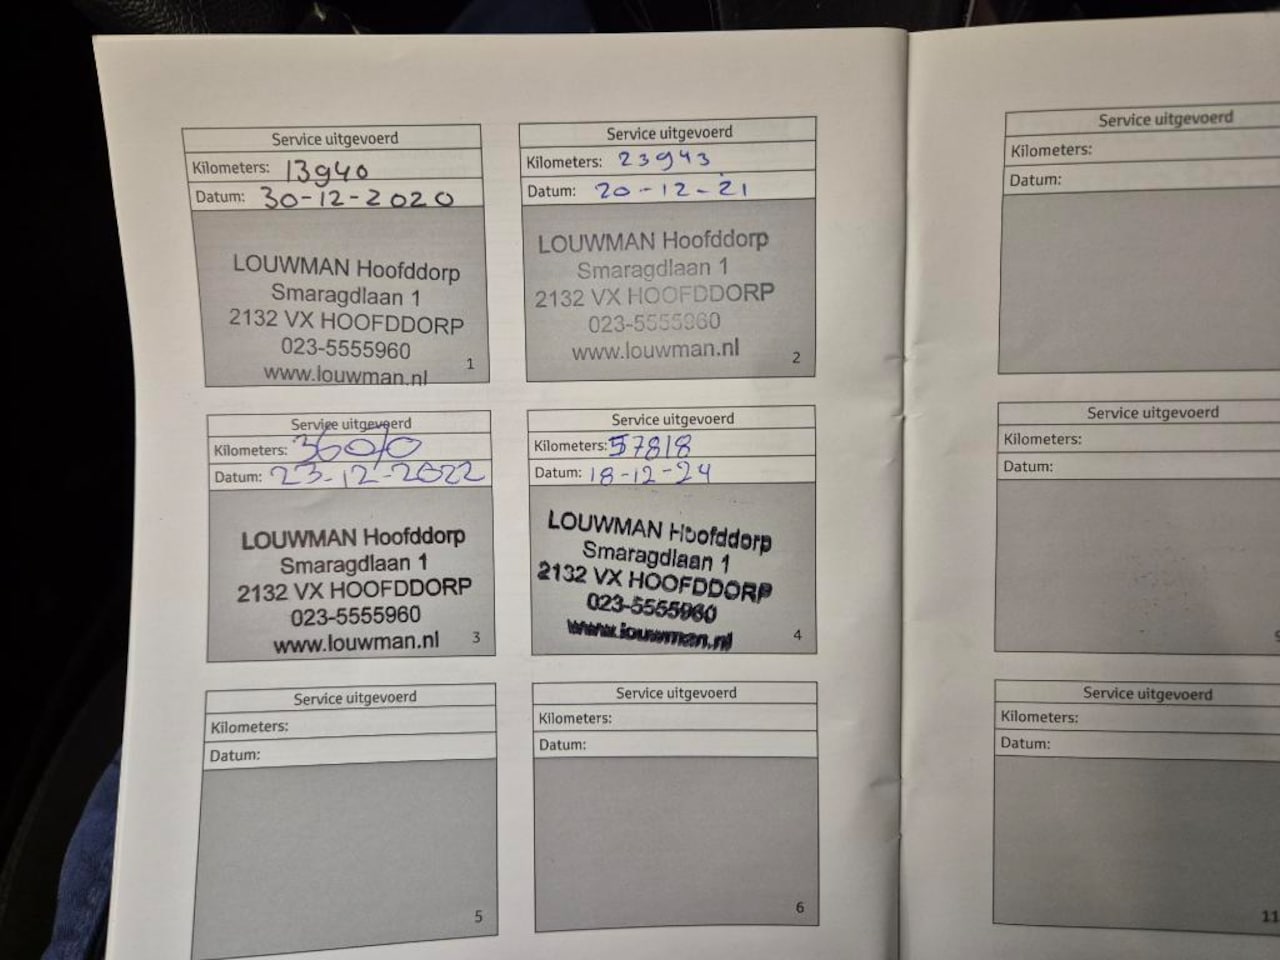 Service uitgevoerd
Kilometers: 13940
Datum: 30-12-2020
LOUWMAN Hoofddorp
Smaragdlaan 1
2132 VX HOOFDDORP
023-5555960
www.louwman.nl
1
Service uitgevoerd
Kilometers: 23943
Datum: 20-12-21
LOUWMAN Hoofddorp
Smaragdlaan 1
2132 VX HOOFDDORP
023-5555960
www.louwman.nl
2
Service uitgevoerd
Kilometers: 36010
Datum: 23-12-2022
LOUWMAN Hoofddorp
Smaragdlaan 1
2132 VX HOOFDDORP
023-5555960
www.louwman.nl
3
Service uitgevoerd
Kilometers: 57818
Datum: 18-12-24
LOUWMAN Hoofddorp
Smaragdlaan 1
2132 VX HOOFDDORP
023-5555960
www.louwman.nl
4
Service uitgevoerd
Kilometers:
Datum:
5
Service uitgevoerd
Kilometers:
Datum:
6
Service uitgevoerd
Kilometers:
Datum:
Service uitgevoerd
Kilometers:
Datum:
Service uitgevoerd
Kilometers:
Datum:
11